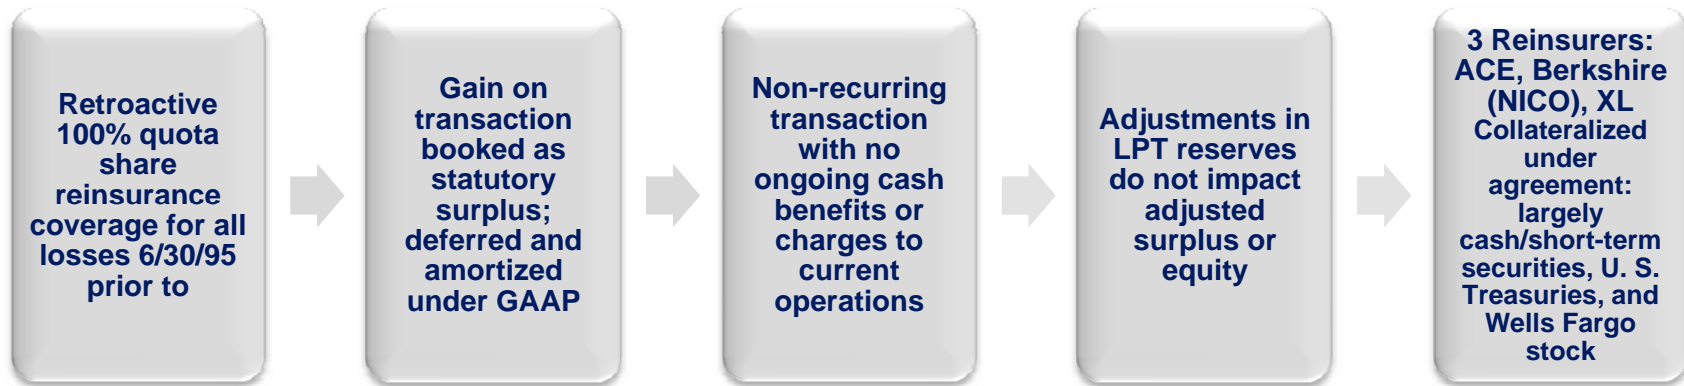 Retroactive
100% quota
share
reinsurance
coverage for all
losses 6/30/95
prior to
Gain on
transaction
booked as
statutory
surplus;
deferred and
amortized
under GAAP
Non-recurring
transaction
with no
ongoing cash
benefits or
charges to
current
operations
Adjustments in
LPT reserves
do not impact
adjusted
surplus or
equity
3 Reinsurers:
ACE, Berkshire
(NICO), XL
Collateralized
under
agreement:
largely
cash/short-term
securities, U. S.
Treasuries, and
Wells Fargo
stock